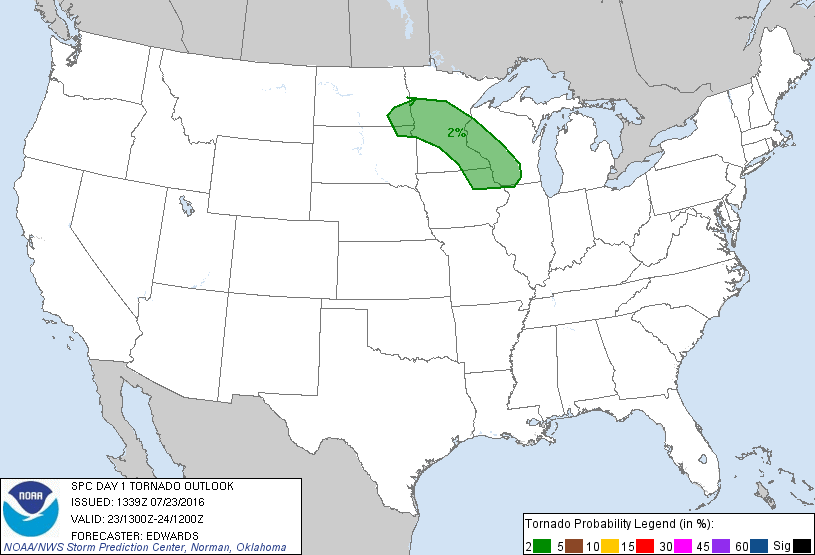 2%
NOAA
SPC DAY 1 TORNADO OUTLOOK
ISSUED: 1339Z 07/23/2016
VALID: 23/1300Z-24/1200Z
FORECASTER: EDWARDS
NOAA/NWS Storm Prediction Center, Norman, Oklahoma
Tornado Probability Legend (in %):
2 5 10 15 30 45 60 Sig